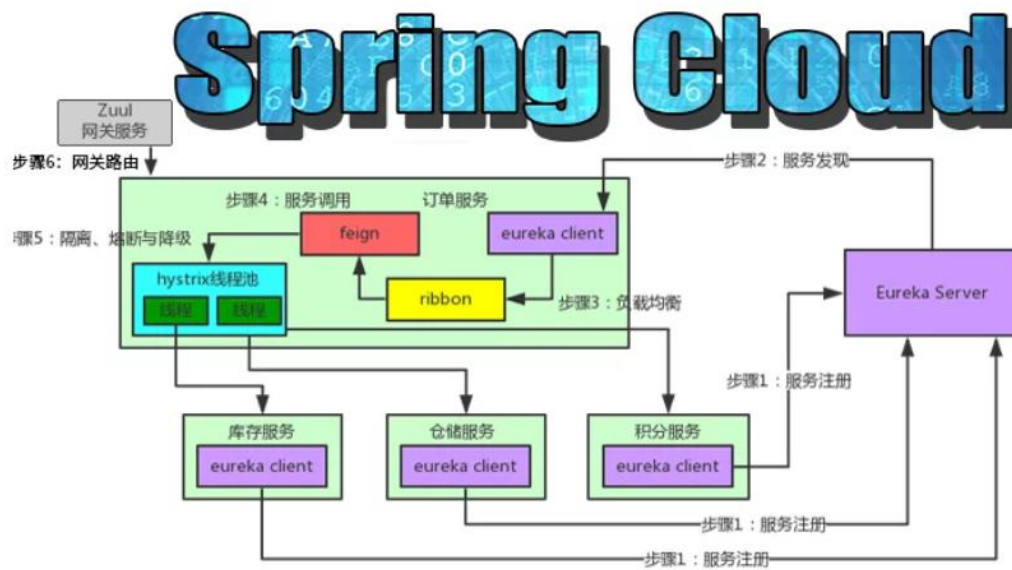 Spring Cloud
Zuul
网关服务
步骤6：网关路由
步骤2：服务发现
步骤4：服务调用
订单服务
feign
eureka client
骤5：隔离、熔断与降级
hystrix线程池
线程
线程
ribbon
步骤3：负载均衡
Eureka Server
步骤1：服务注册
库存服务
eureka client
仓储服务
eureka client
积分服务
eureka client
步骤1：服务注册
步骤1：服务注册